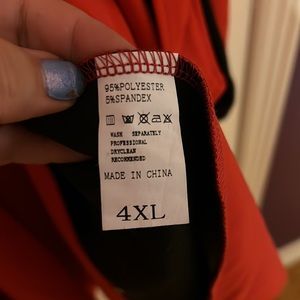 95%POLYESTER
5%SPANDEX
WASH SEPARATELY
PROFESSIONAL
DRYCLEAN
RECOMMENDED
MADE IN CHINA
4XL